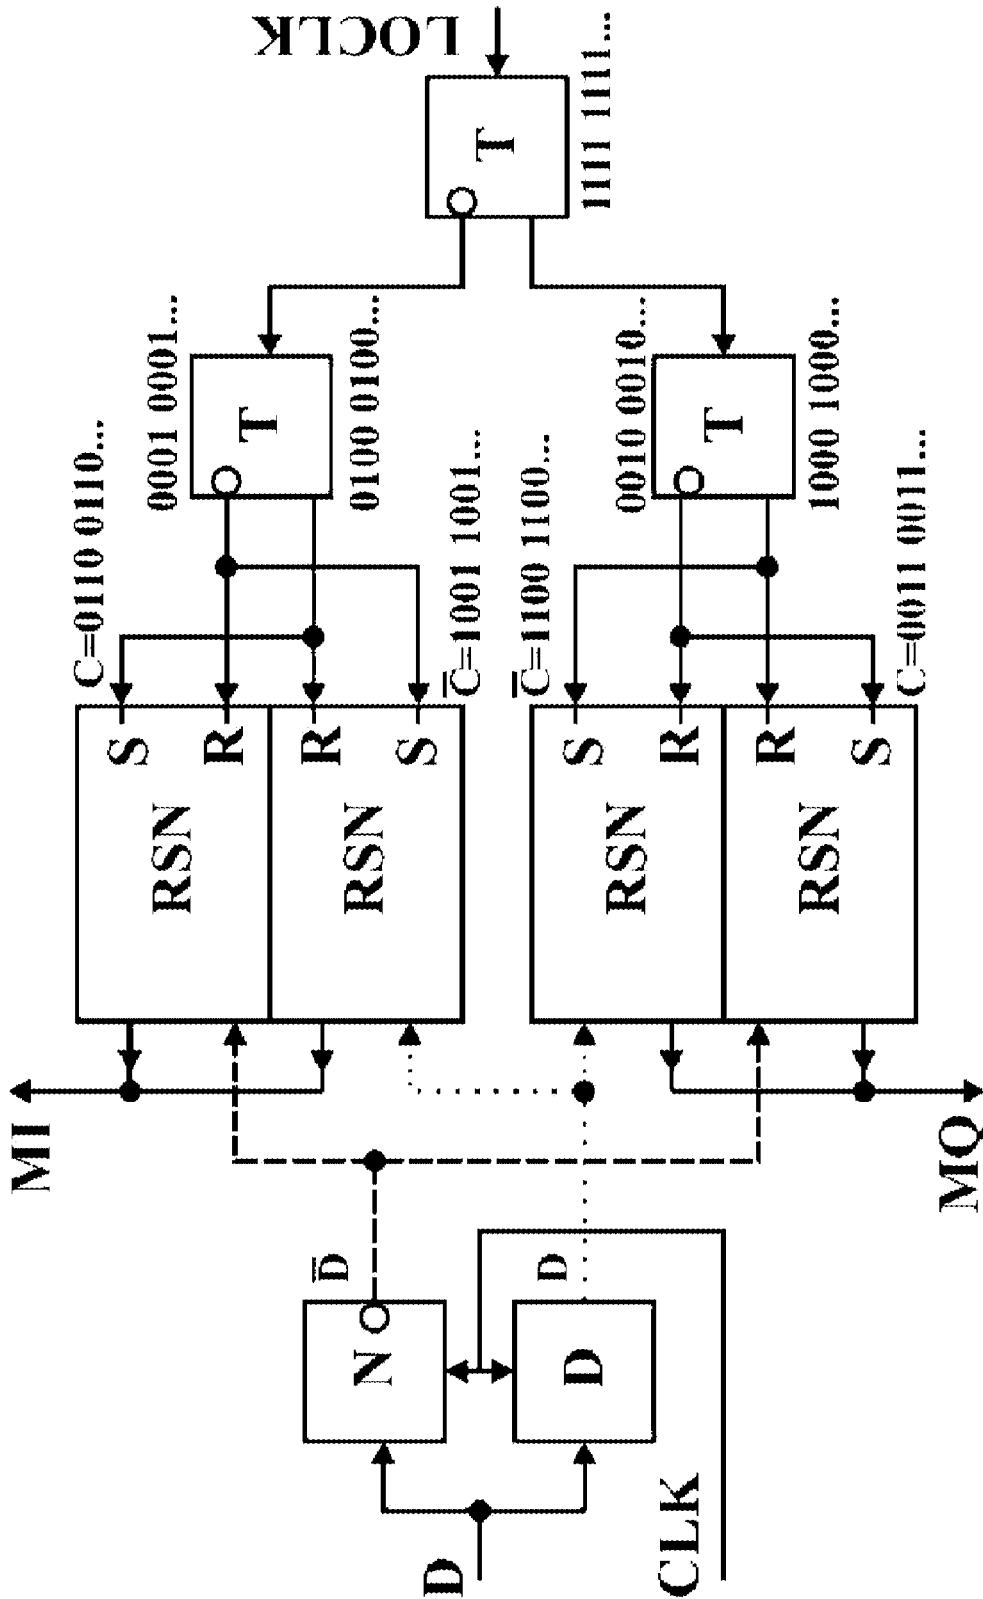 LOCLK
T
1111 1111...
0001 0001...
T
0100 0100...
0010 0010...
T
1000 1000...
C=0110 0110...
C̅=1001 1001...
C̅=1100 1100...
C=0011 0011...
S
R
R
S
RSN
RSN
S
R
R
S
RSN
RSN
MI
MQ
D̅
D
N
D
D
CLK